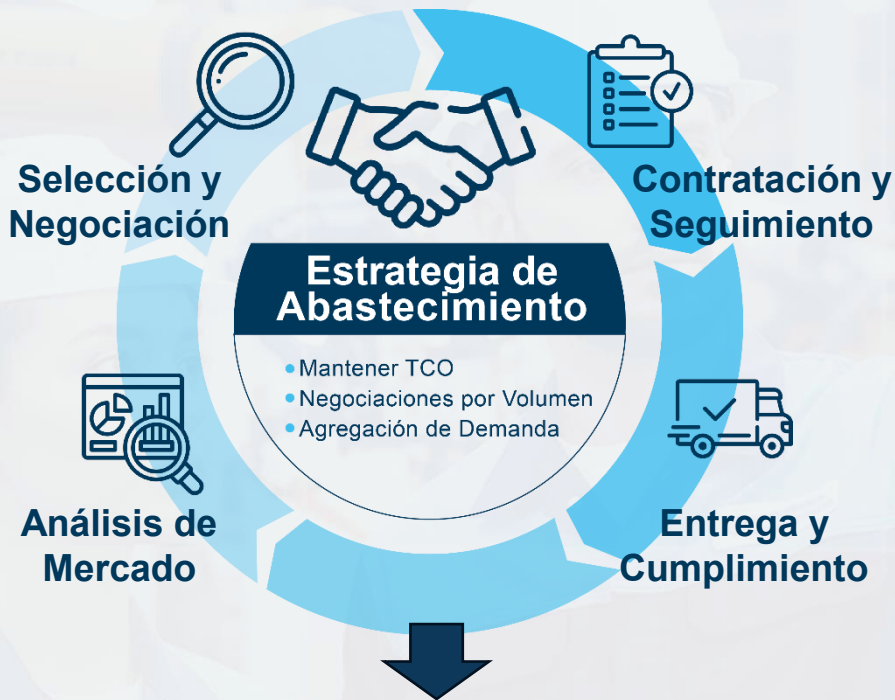 Selección y
Negociación
Contratación y
Seguimiento
Estrategia de
Abastecimiento
Mantener TCO
Negociaciones por Volumen
Agregación de Demanda
Análisis de
Mercado
Entrega y
Cumplimiento